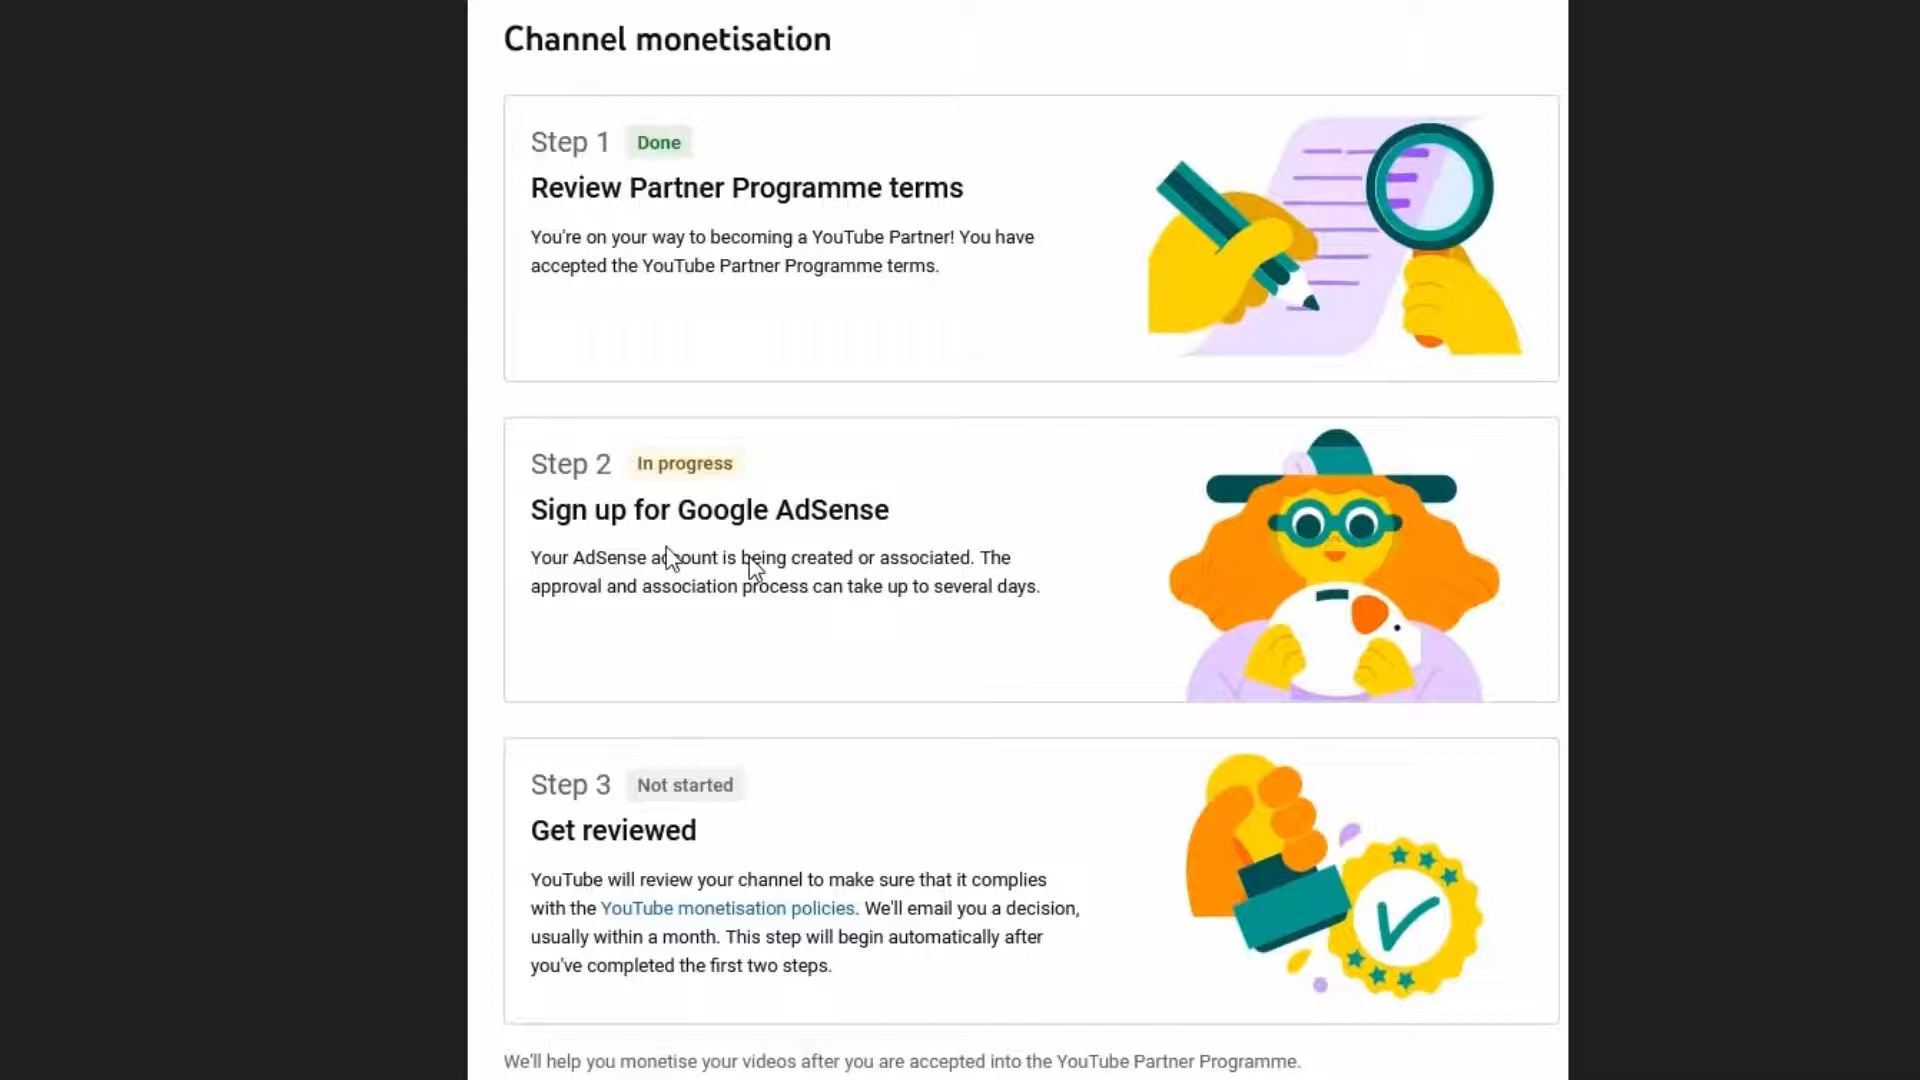 Channel monetisation
Step 1 Done
Review Partner Programme terms
You're on your way to becoming a YouTube Partner! You have
accepted the YouTube Partner Programme terms.
Step 2 In progress
Sign up for Google AdSense
Your AdSense account is being created or associated. The
approval and association process can take up to several days.
Step 3 Not started
Get reviewed
YouTube will review your channel to make sure that it complies
with the YouTube monetisation policies. We'll email you a decision,
usually within a month. This step will begin automatically after
you've completed the first two steps.
We'll help you monetise your videos after you are accepted into the YouTube Partner Programme.